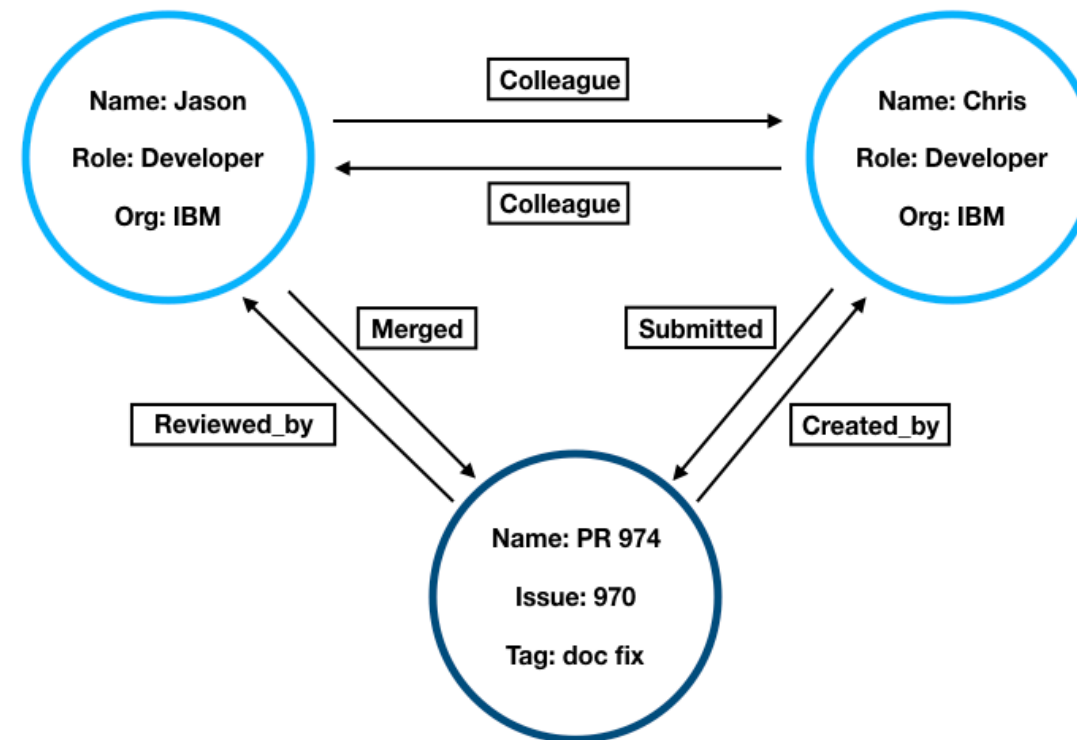 Colleague
Name: Jason
Role: Developer
Org: IBM
Name: Chris
Role: Developer
Org: IBM
Colleague
Merged
Submitted
Reviewed_by
Created_by
Name: PR 974
Issue: 970
Tag: doc fix